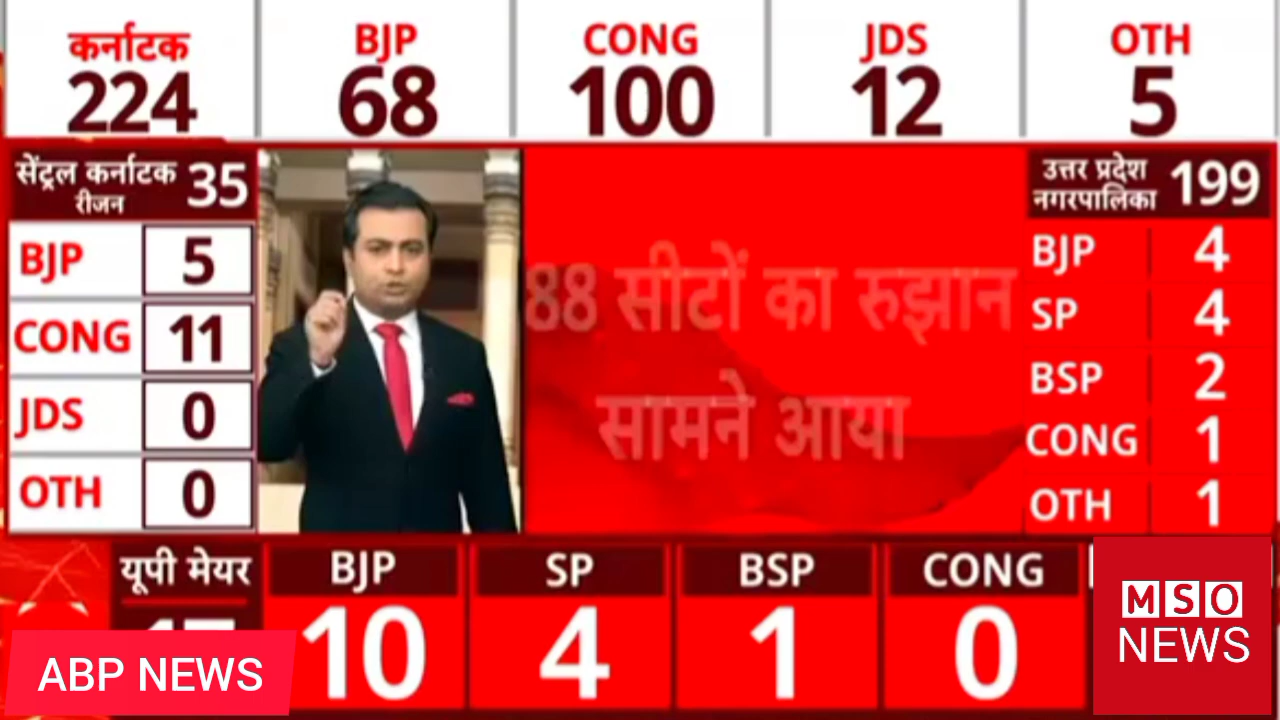 कर्नाटक
224
BJP
68
CONG
100
JDS
12
OTH
5
सेंट्रल कर्नाटक
रीजन
35
BJP 5
CONG 11
JDS 0
OTH 0
88 सीटों का रुझान
सामने आया
उत्तर प्रदेश
नगरपालिका
199
BJP 4
SP 4
BSP 2
CONG 1
OTH 1
यूपी मेयर
BJP
10
SP
4
BSP
1
CONG
0
ABP NEWS
MSO
NEWS